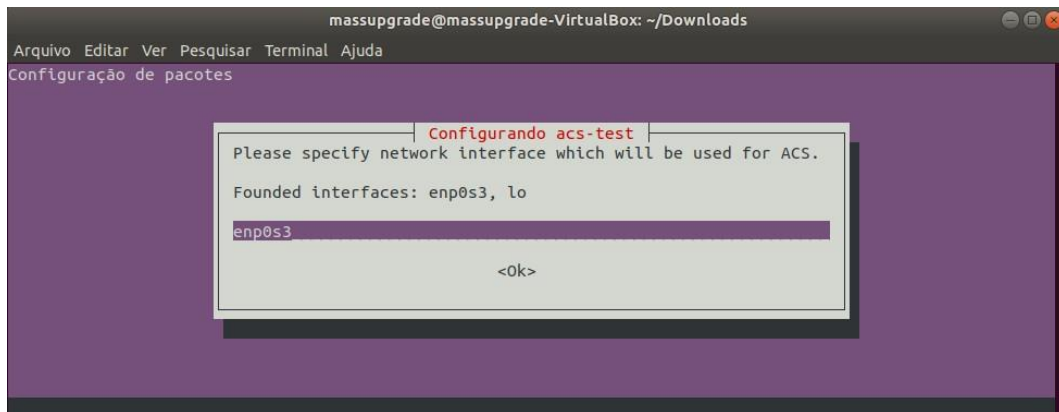 massupgrade@massupgrade-VirtualBox: ~/Downloads
Arquivo Editar Ver Pesquisar Terminal Ajuda
Configuração de pacotes
Configurando acs-test
Please specify network interface which will be used for ACS.
Founded interfaces: enp0s3, lo
enp0s3
<Ok>